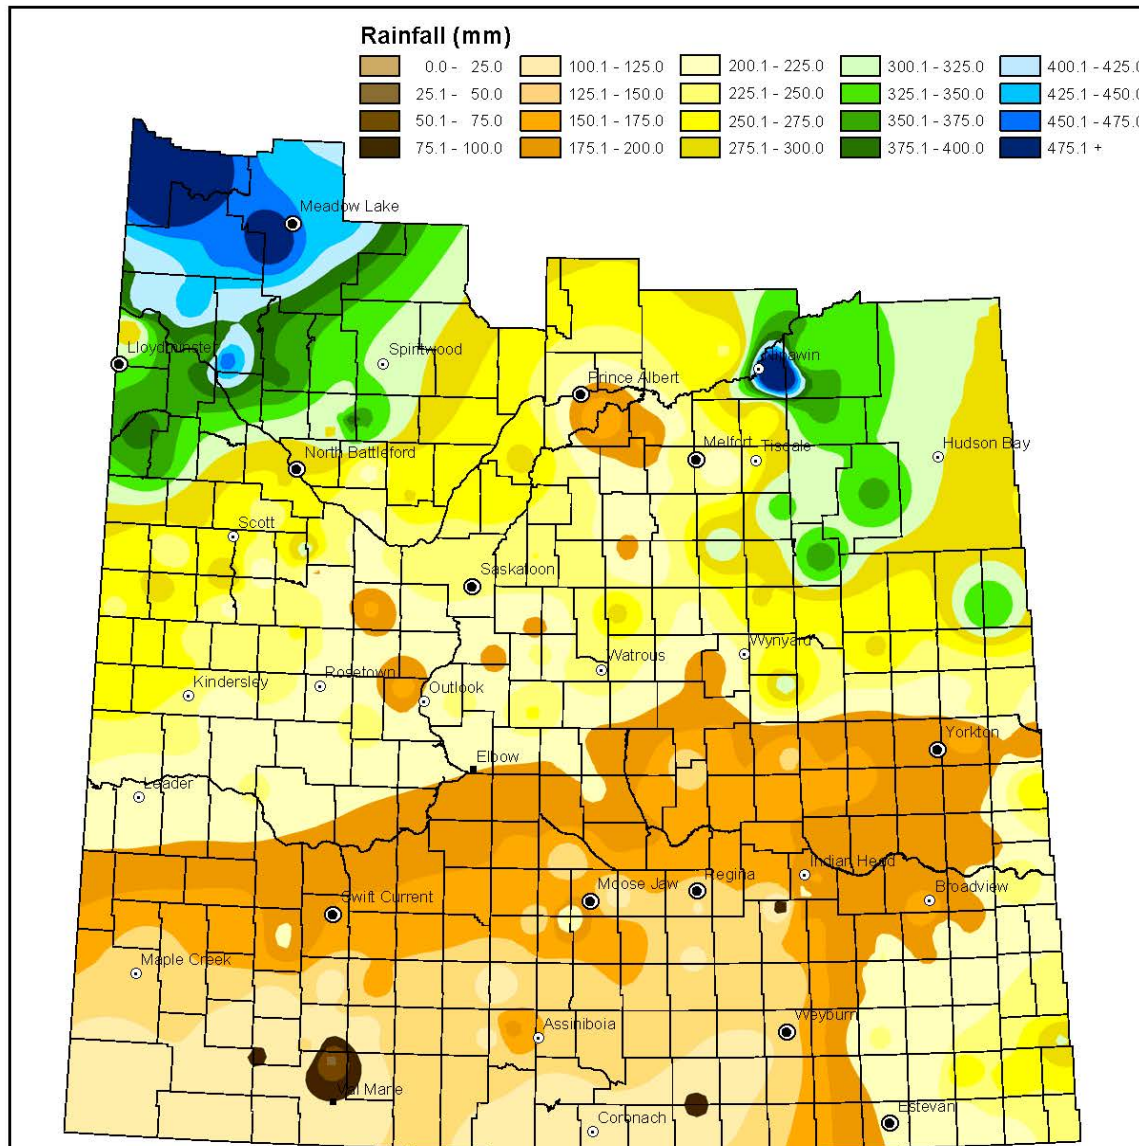 Rainfall (mm)
0.0 - 25.0 100.1 - 125.0 200.1 - 225.0 300.1 - 325.0 400.1 - 425.0
25.1 - 50.0 125.1 - 150.0 225.1 - 250.0 325.1 - 350.0 425.1 - 450.0
50.1 - 75.0 150.1 - 175.0 250.1 - 275.0 350.1 - 375.0 450.1 - 475.0
75.1 - 100.0 175.1 - 200.0 275.1 - 300.0 375.1 - 400.0 475.1 +
Meadow Lake
Lloydminster
Spiritwood
Nipawin
Prince Albert
North Battleford
Melfort
Tisdale
Hudson Bay
Scott
Saskatoon
Watrous
Wynyard
Kindersley
Rosetown
Outlook
Yorkton
Elbow
Leader
Indian Head
Swift Current
Moose Jaw
Regina
Broadview
Maple Creek
Assiniboia
Weyburn
Val Marie
Coronach
Estevan